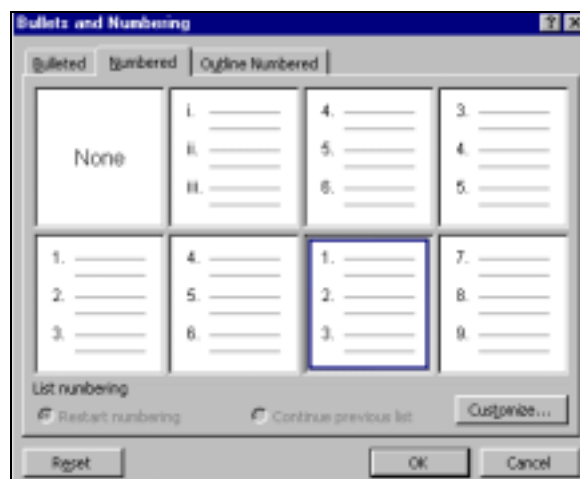 Bullets and Numbering
Bulleted Numbered Outline Numbered
None
i.
ii.
iii.
4.
5.
6.
3.
4.
5.
1.
2.
3.
4.
5.
6.
1.
2.
3.
7.
8.
9.
List numbering
Restart numbering Continue previous list Customize...
Reset OK Cancel